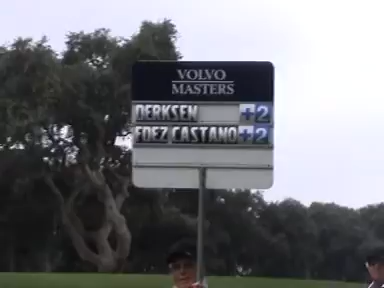 VOLVO
MASTERS
DERKSEN +2
FDEZ CASTANO +2